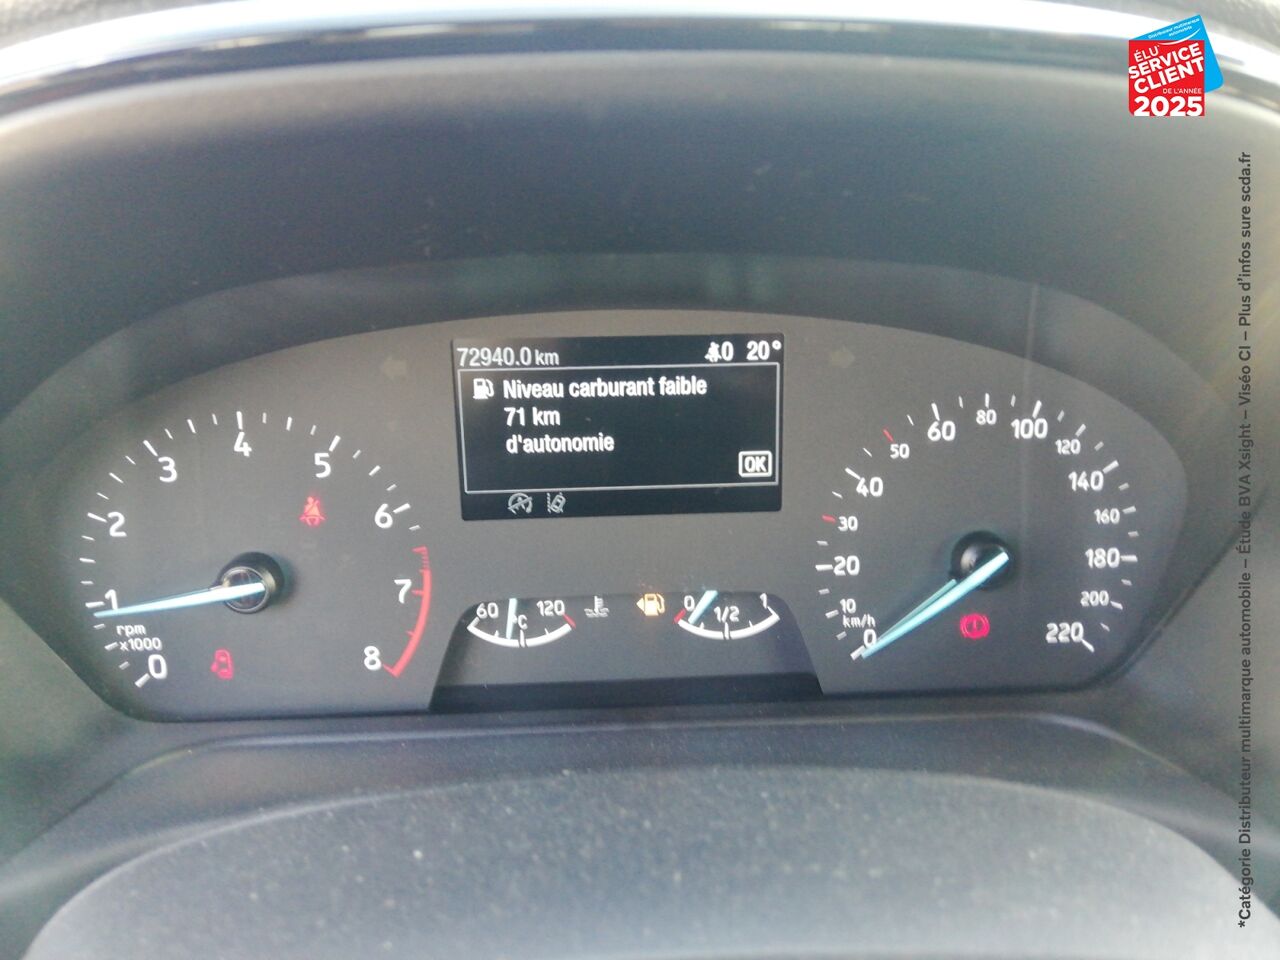 Distributeur multimarque
automobile
ÉLU*
SERVICE
CLIENT
DE L'ANNÉE
2025
*Catégorie Distributeur multimarque automobile – Étude BVA Xsight – Viséo CI – Plus d'infos sure scda.fr
72940.0 km
0 20°
Niveau carburant faible
71 km
d'autonomie
OK
0
1
2
3
4
5
6
7
8
rpm
x1000
60
120
°C
0
1/2
1
0
10
20
30
40
50
60
80
100
120
140
160
180
200
220
km/h